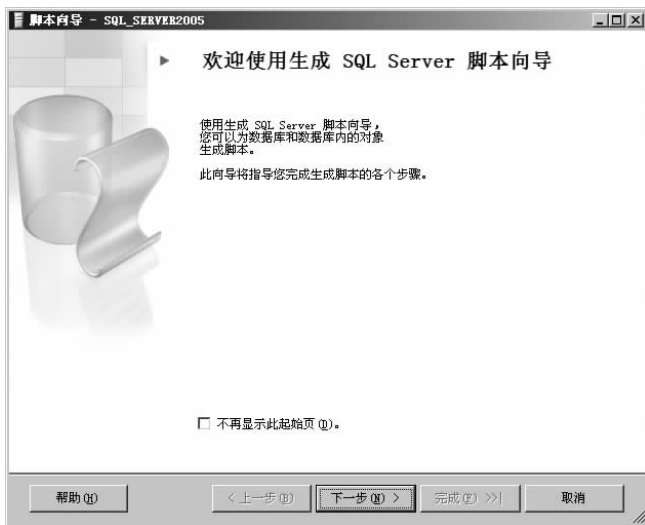 脚本向导 - SQL_SERVER2005
欢迎使用生成 SQL Server 脚本向导
使用生成 SQL Server 脚本向导，
您可以为数据库和数据库内的对象
生成脚本。
此向导将指导您完成生成脚本的各个步骤。
不再显示此起始页(D)。
帮助(H)
< 上一步(B)
下一步(N) >
完成(F) >>|
取消